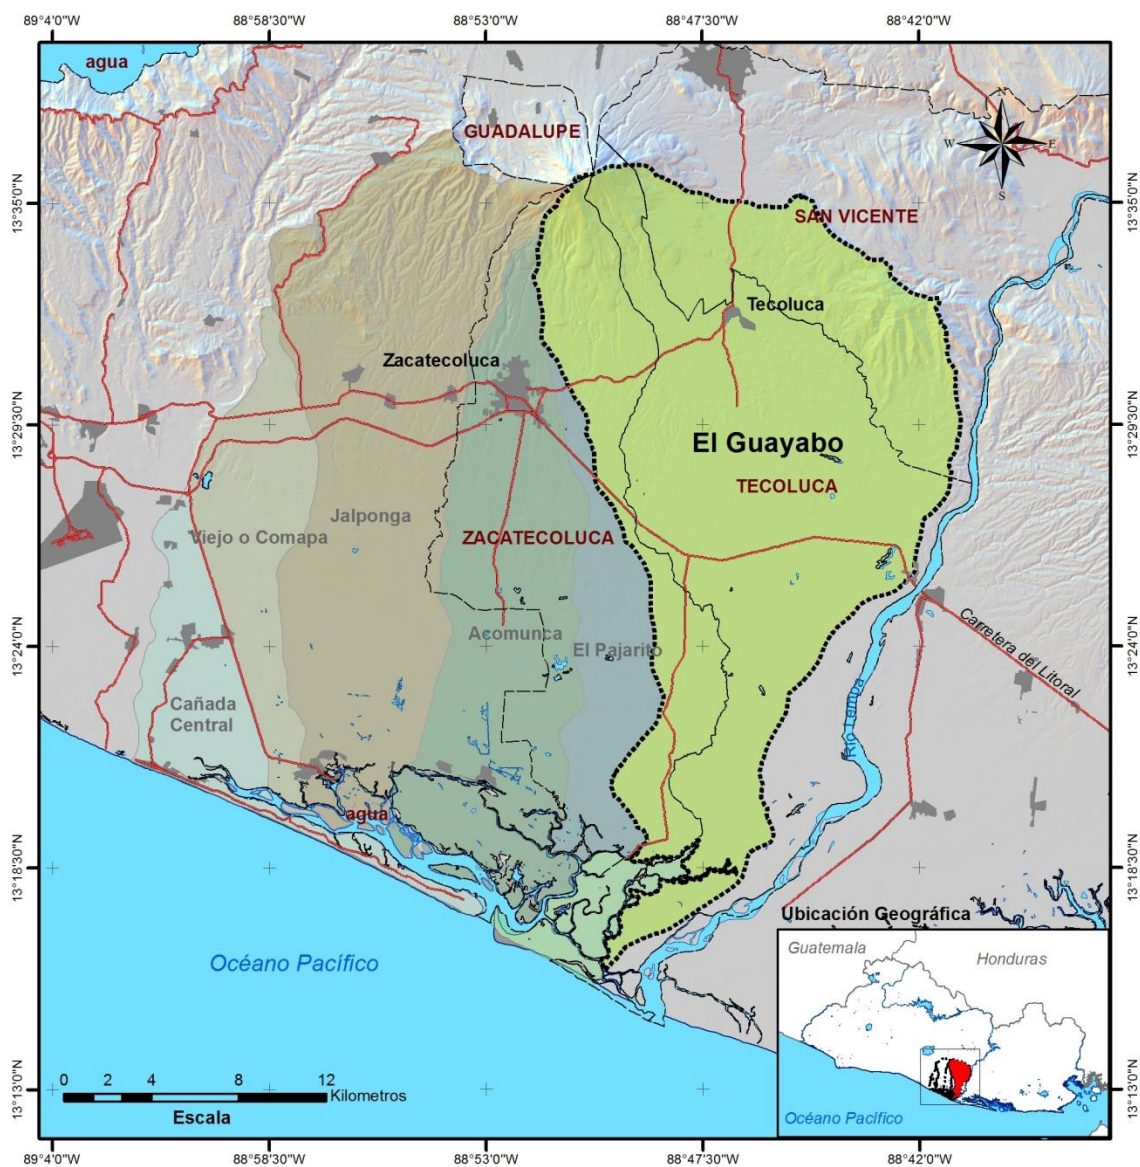 89°4'0"W
88°58'30"W
88°53'0"W
88°47'30"W
88°42'0"W
agua
GUADALUPE
N
W
E
S
13°35'0"N
13°35'0"N
SAN VICENTE
Tecoluca
Zacatecoluca
13°29'30"N
13°29'30"N
El Guayabo
TECOLUCA
Jalponga
Viejo o Comapa
ZACATECOLUCA
Acomunca
El Pajarito
13°24'0"N
13°24'0"N
Carretera del Litoral
Cañada
Central
Río Lempa
agua
13°18'30"N
13°18'30"N
Ubicación Geográfica
Océano Pacífico
Guatemala
Honduras
Océano Pacífico
0
2
4
8
12
Kilometros
Escala
13°13'0"N
13°13'0"N
89°4'0"W
88°58'30"W
88°53'0"W
88°47'30"W
88°42'0"W